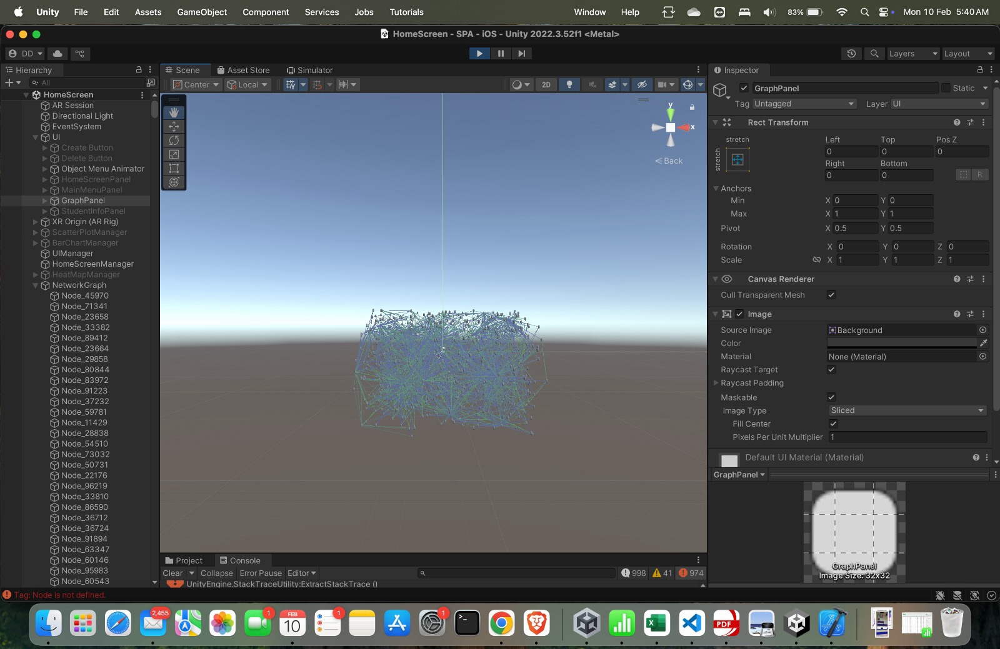 Unity File Edit Assets GameObject Component Services Jobs Tutorials Window Help 83% Mon 10 Feb 5:40 AM
HomeScreen - SPA - iOS - Unity 2022.3.52f1 <Metal>
DD Layers Layout
Hierarchy
All
HomeScreen
AR Session
Directional Light
EventSystem
UI
Create Button
Delete Button
Object Menu Animator
HomeScreenPanel
MainMenuPanel
GraphPanel
StudentInfoPanel
XR Origin (AR Rig)
ScatterPlotManager
BarChartManager
UIManager
HomeScreenManager
HeatMapManager
NetworkGraph
Node_45970
Node_71341
Node_23658
Node_33382
Node_89412
Node_23664
Node_29858
Node_80844
Node_83972
Node_91223
Node_37232
Node_59781
Node_11429
Node_28838
Node_54510
Node_73032
Node_50731
Node_22176
Node_96219
Node_33810
Node_86590
Node_36712
Node_36724
Node_91894
Node_63347
Node_60146
Node_95983
Node_60543
Scene Asset Store Simulator
Center Local 2D
y
x
Back
Project Console
Clear Collapse Error Pause Editor 998 41 974
UnityEngine.StackTraceUtility:ExtractStackTrace ()
Inspector
GraphPanel Static
Tag Untagged Layer UI
Rect Transform
stretch Left Top Pos Z
stretch 0 0 0
Right Bottom
0 0 R
Anchors
Min X 0 Y 0
Max X 1 Y 1
Pivot X 0.5 Y 0.5
Rotation X 0 Y 0 Z 0
Scale X 1 Y 1 Z 1
Canvas Renderer
Cull Transparent Mesh
Image
Source Image Background
Color
Material None (Material)
Raycast Target
Raycast Padding
Maskable
Image Type Sliced
Fill Center
Pixels Per Unit Multiplier 1
Default UI Material (Material)
GraphPanel
GraphPanel
Image Size: 32x32
Tag: Node is not defined.
2,455 1 FEB 10 1 1 PDF